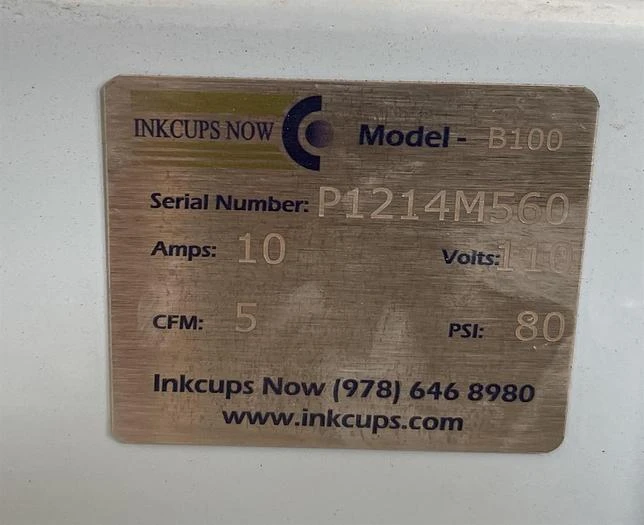 INKCUPS NOW Model - B100
Serial Number: P1214M560
Amps: 10 Volts: 110
CFM: 5 PSI: 80
Inkcups Now (978) 646 8980
www.inkcups.com